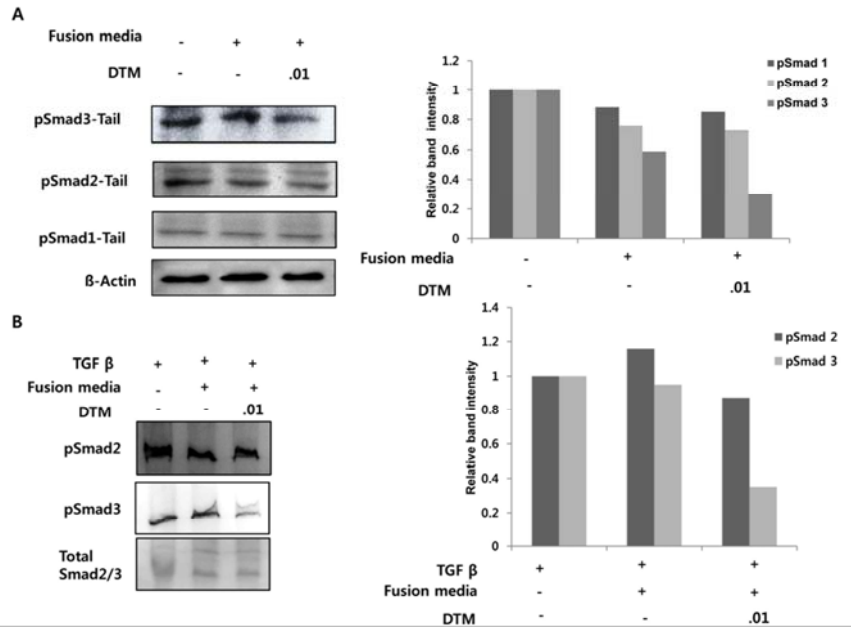 A
Fusion media - + +
DTM - - .01
pSmad3-Tail
pSmad2-Tail
pSmad1-Tail
ß-Actin
Relative band intensity
1.2
1
0.8
0.6
0.4
0.2
0
pSmad 1
pSmad 2
pSmad 3
Fusion media - + +
DTM - - .01
B
TGF β + + +
Fusion media - + +
DTM - - .01
pSmad2
pSmad3
Total
Smad2/3
Relative band intensity
1.4
1.2
1
0.8
0.6
0.4
0.2
0
pSmad 2
pSmad 3
TGF β + + +
Fusion media - + +
DTM - - .01